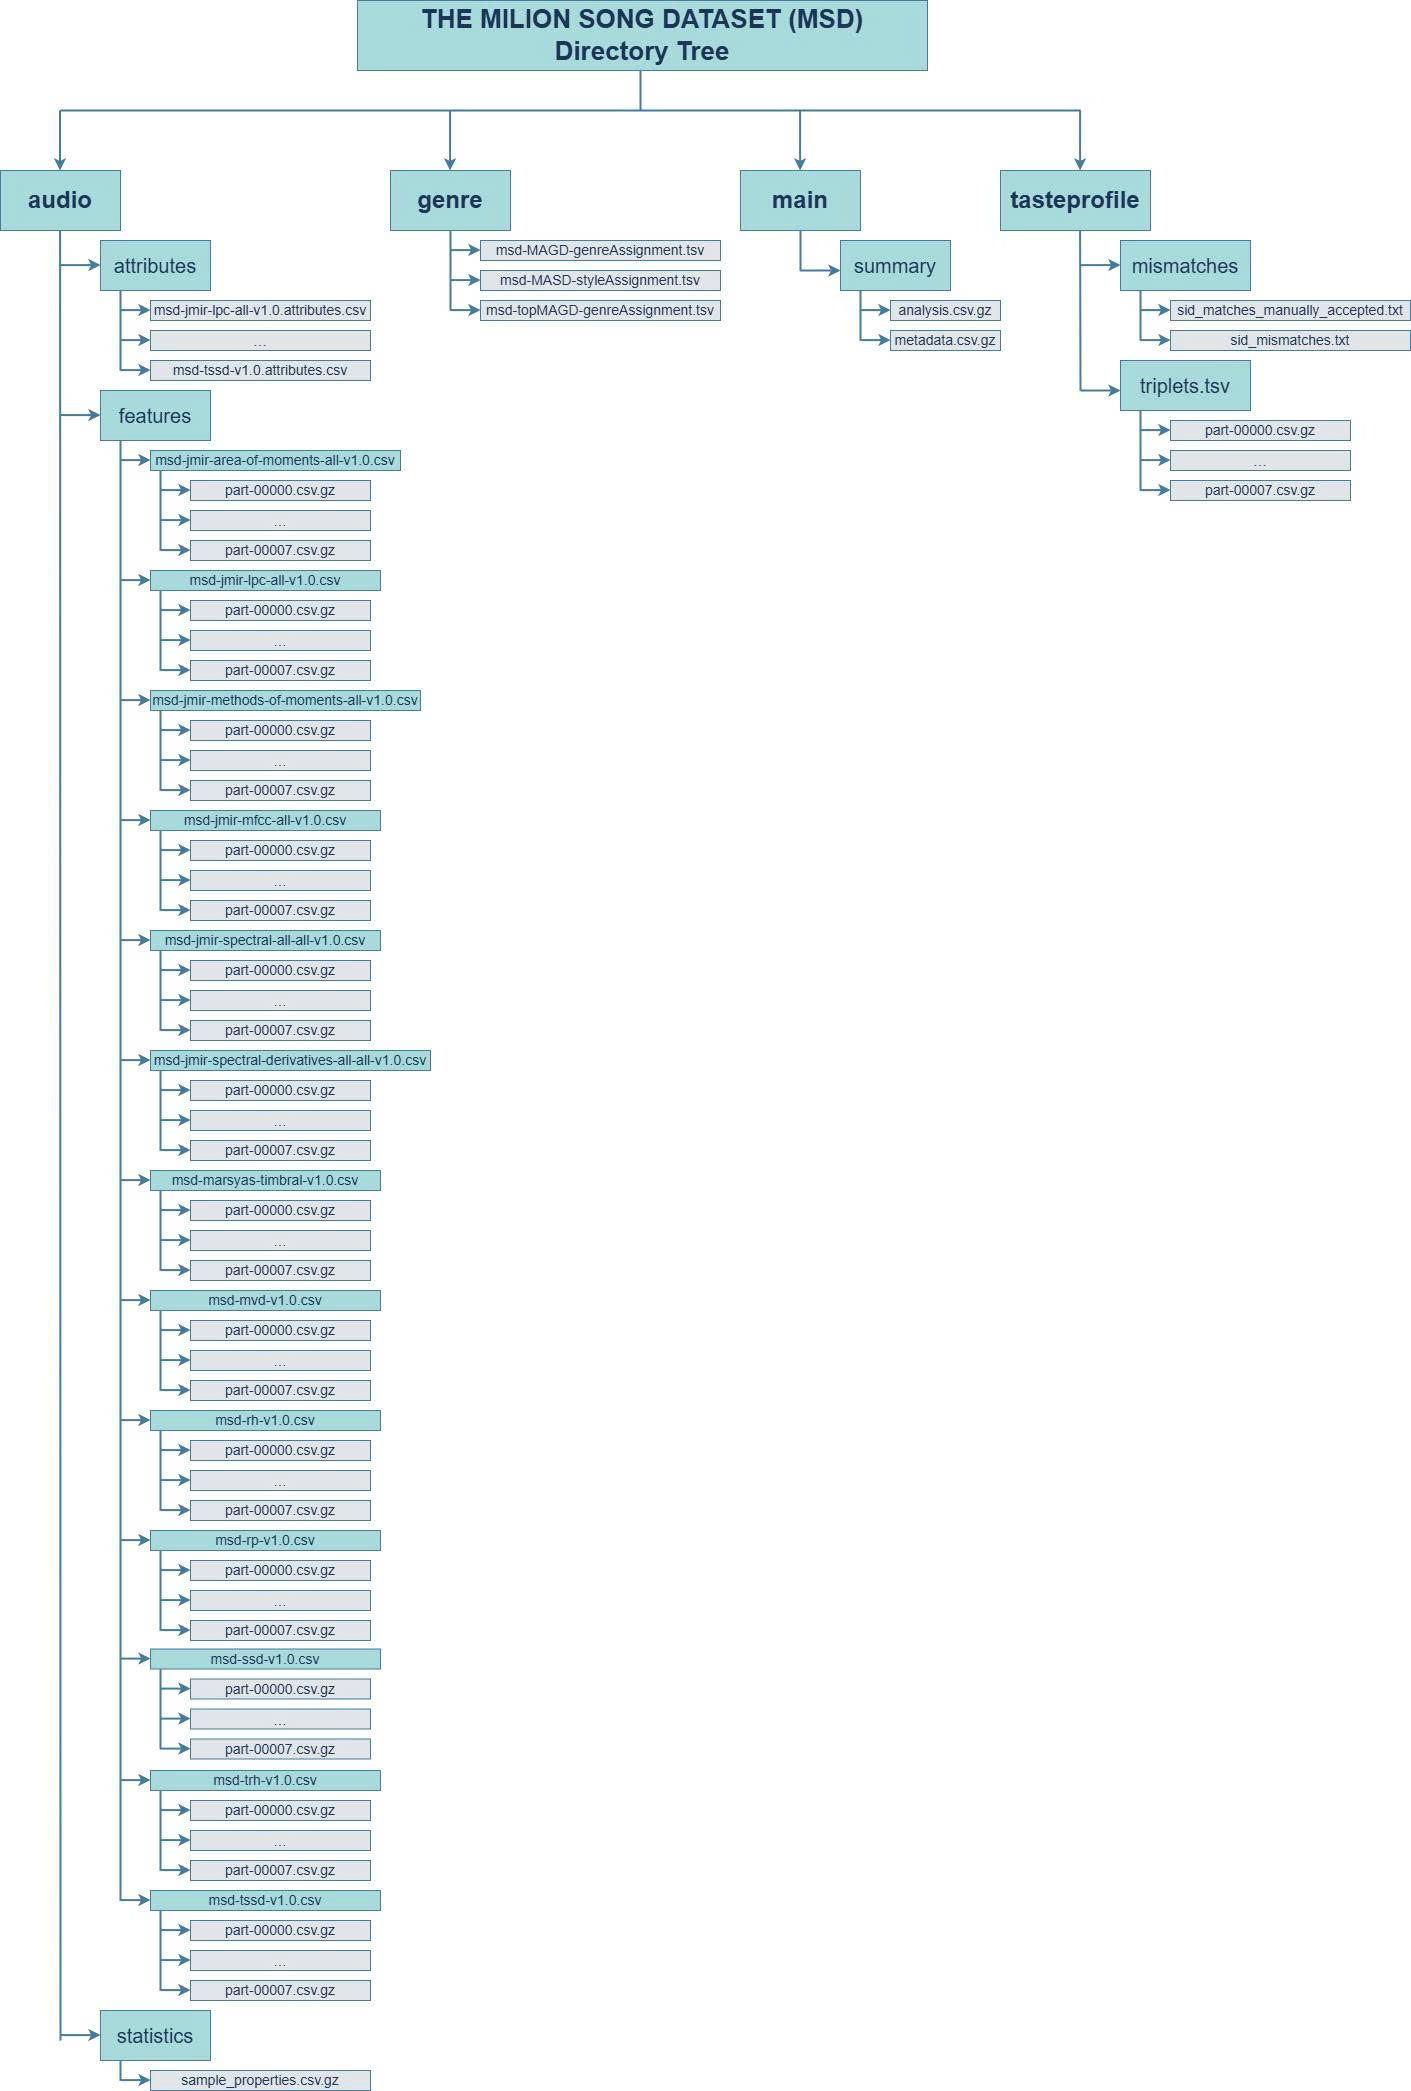 THE MILION SONG DATASET (MSD)
Directory Tree
audio
genre
main
tasteprofile
attributes
msd-jmir-lpc-all-v1.0.attributes.csv
...
msd-tssd-v1.0.attributes.csv
features
msd-jmir-area-of-moments-all-v1.0.csv
part-00000.csv.gz
...
part-00007.csv.gz
msd-jmir-lpc-all-v1.0.csv
part-00000.csv.gz
...
part-00007.csv.gz
msd-jmir-methods-of-moments-all-v1.0.csv
part-00000.csv.gz
...
part-00007.csv.gz
msd-jmir-mfcc-all-v1.0.csv
part-00000.csv.gz
...
part-00007.csv.gz
msd-jmir-spectral-all-all-v1.0.csv
part-00000.csv.gz
...
part-00007.csv.gz
msd-jmir-spectral-derivatives-all-all-v1.0.csv
part-00000.csv.gz
...
part-00007.csv.gz
msd-marsyas-timbral-v1.0.csv
part-00000.csv.gz
...
part-00007.csv.gz
msd-mvd-v1.0.csv
part-00000.csv.gz
...
part-00007.csv.gz
msd-rh-v1.0.csv
part-00000.csv.gz
...
part-00007.csv.gz
msd-rp-v1.0.csv
part-00000.csv.gz
...
part-00007.csv.gz
msd-ssd-v1.0.csv
part-00000.csv.gz
...
part-00007.csv.gz
msd-trh-v1.0.csv
part-00000.csv.gz
...
part-00007.csv.gz
msd-tssd-v1.0.csv
part-00000.csv.gz
...
part-00007.csv.gz
statistics
sample_properties.csv.gz
msd-MAGD-genreAssignment.tsv
msd-MASD-styleAssignment.tsv
msd-topMAGD-genreAssignment.tsv
summary
analysis.csv.gz
metadata.csv.gz
mismatches
sid_matches_manually_accepted.txt
sid_mismatches.txt
triplets.tsv
part-00000.csv.gz
...
part-00007.csv.gz